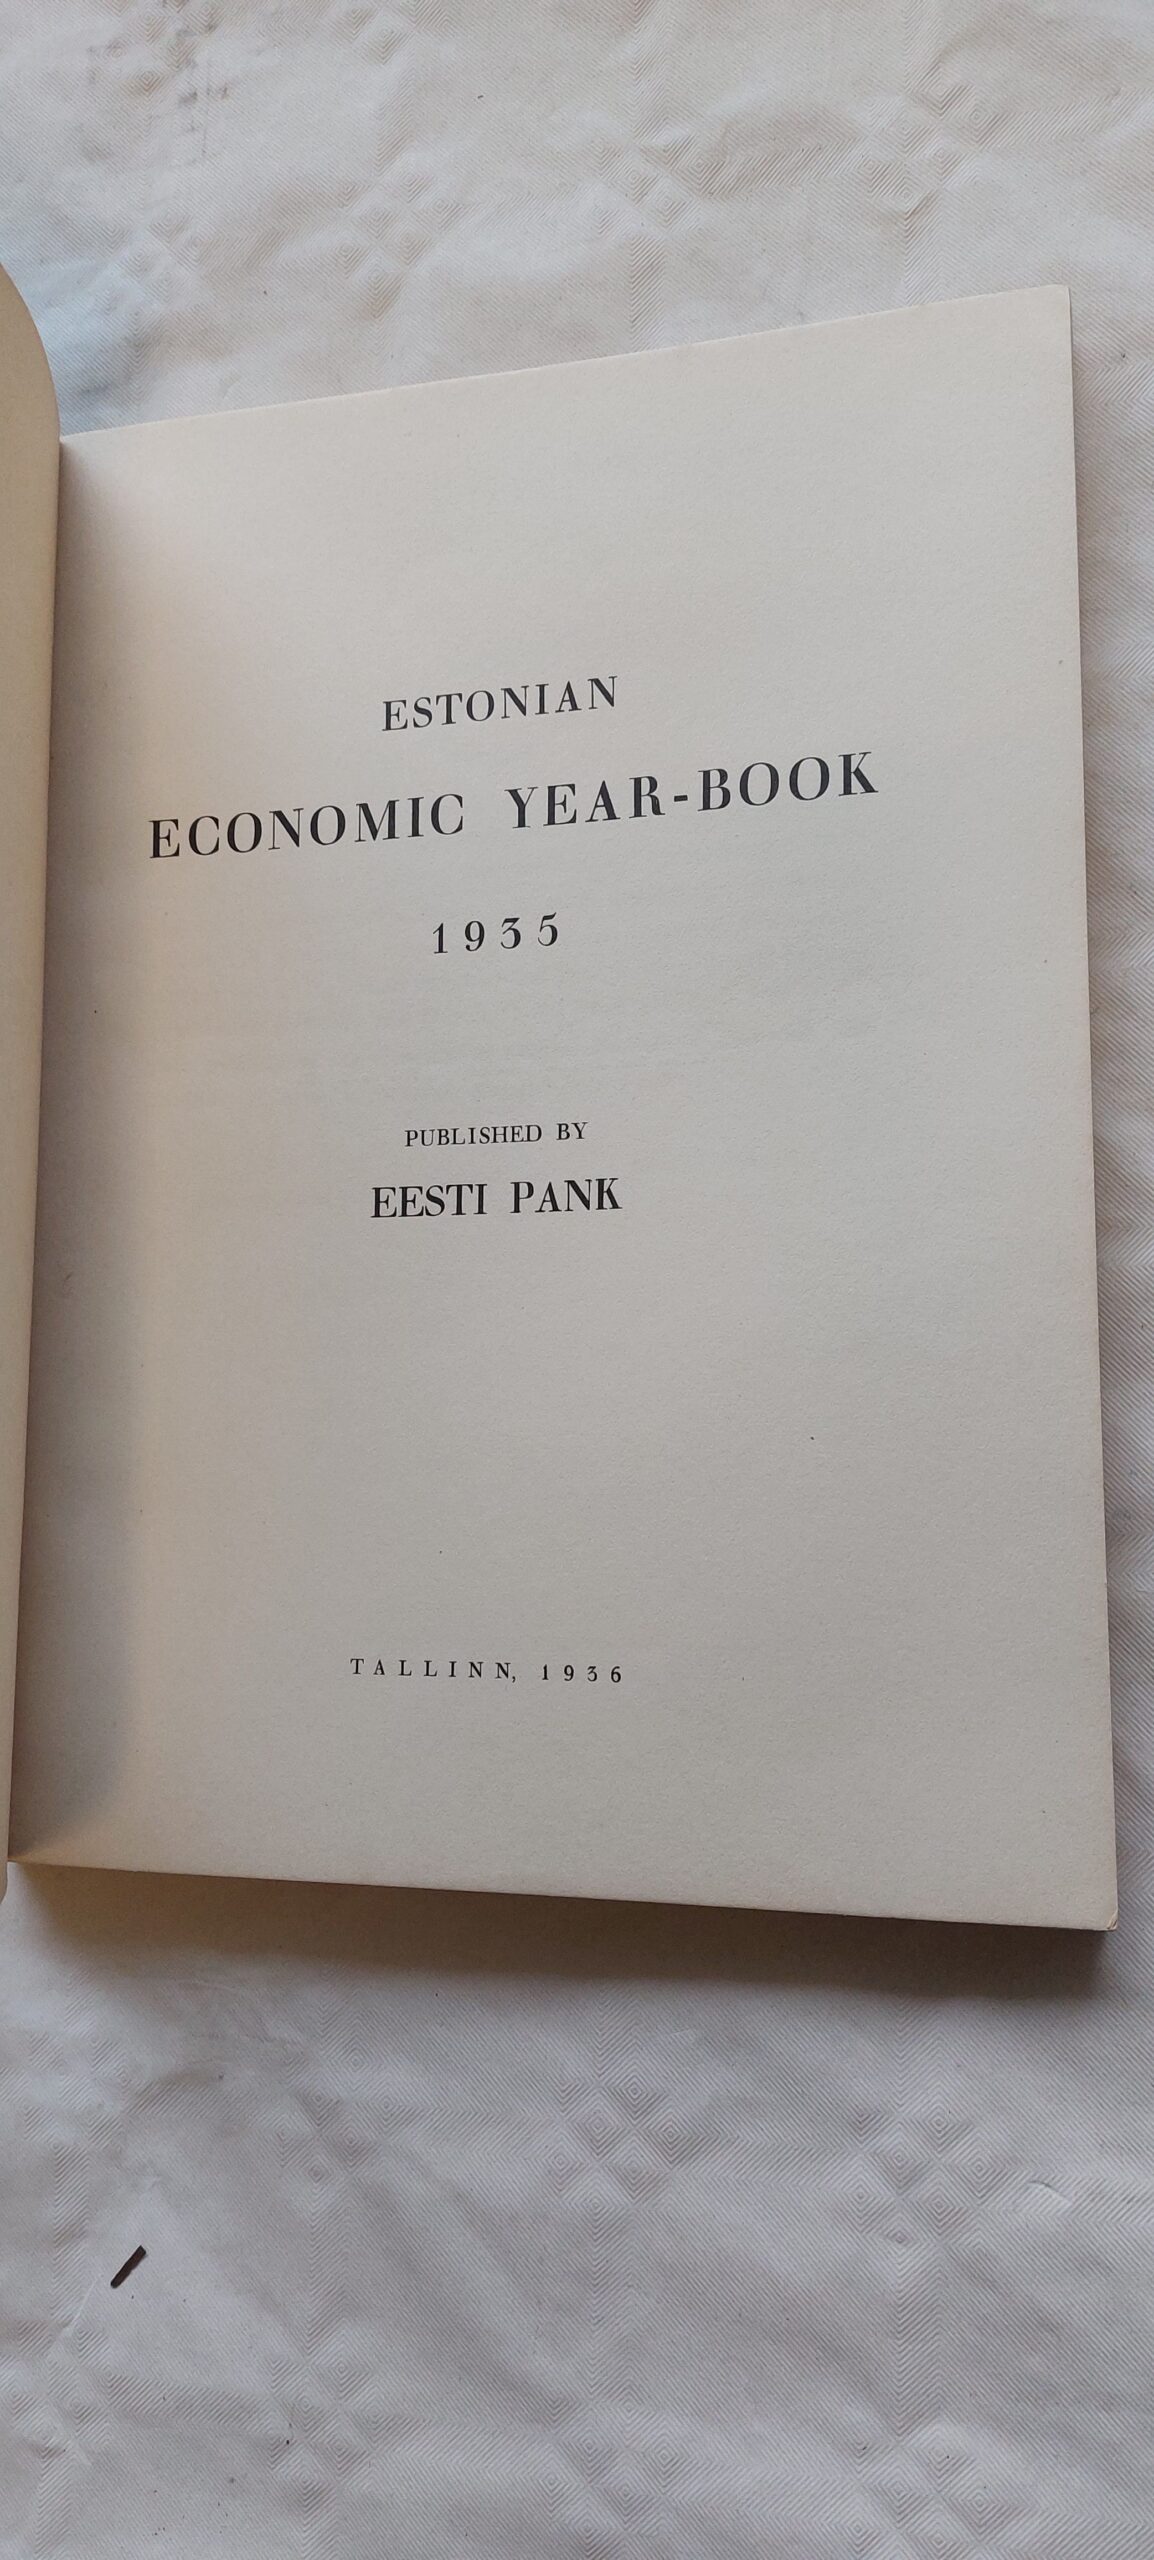 ESTONIAN
ECONOMIC YEAR-BOOK
1935
PUBLISHED BY
EESTI PANK
TALLINN, 1936